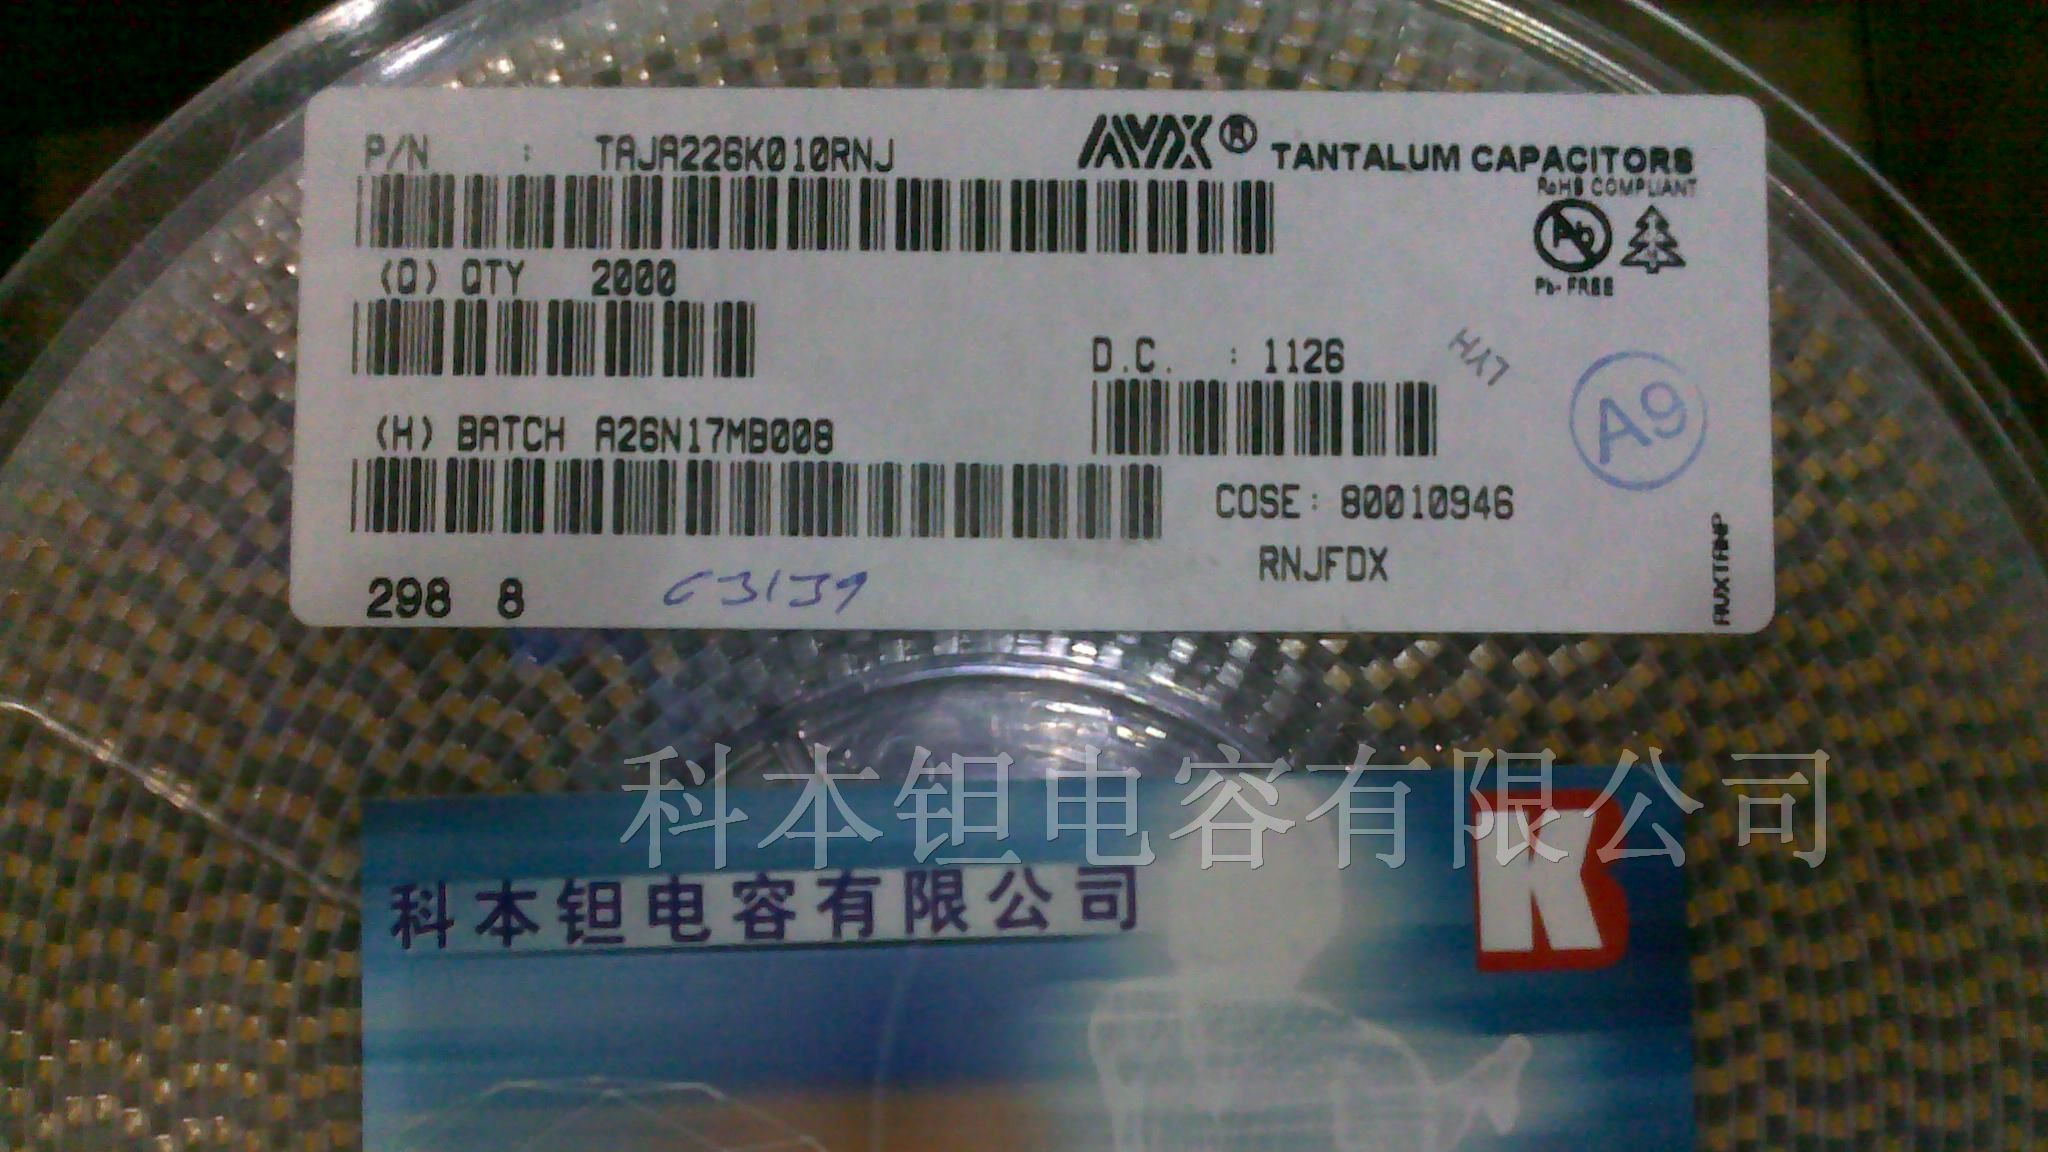 P/N : TAJA226K010RNJ
AVX® TANTALUM CAPACITORS
RoHS COMPLIANT
(Q) QTY 2000
Pb- FREE
D.C. : 1126
A9
(H) BATCH A26N17MB008
COSE: 80010946
RNJFDX
298 8
C3139
科本钽电容有限公司
科本钽电容有限公司
K